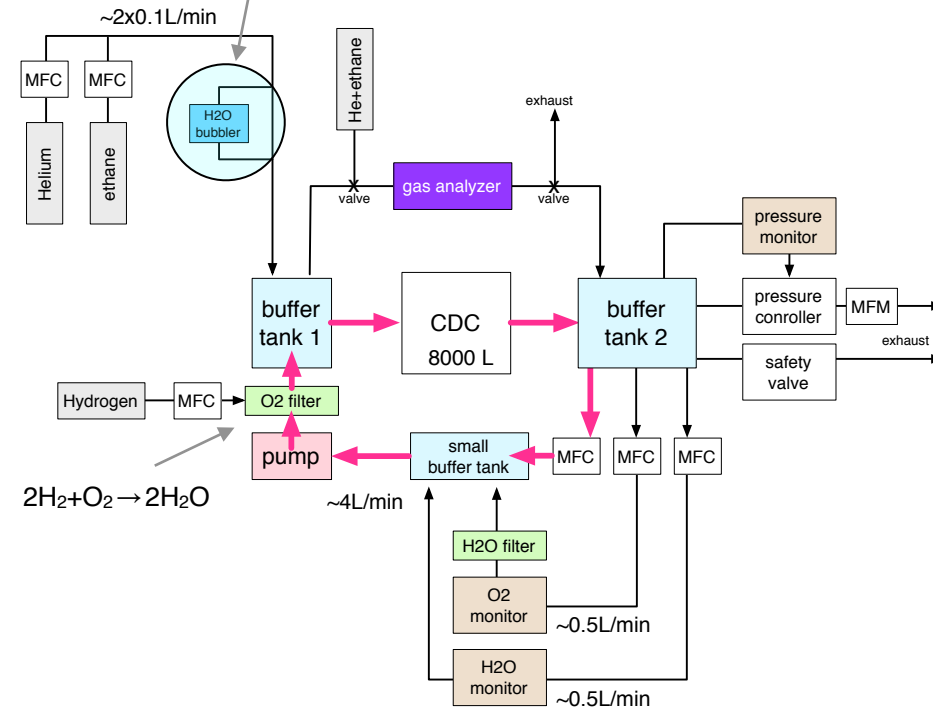 ~2x0.1L/min
MFC
MFC
Helium
ethane
H2O
bubbler
He+ethane
exhaust
valve
gas analyzer
valve
pressure
monitor
buffer
tank 1
CDC
8000 L
buffer
tank 2
pressure
conroller
MFM
exhaust
safety
valve
Hydrogen
MFC
O2 filter
pump
small
buffer tank
MFC
MFC
MFC
2H₂+O₂→2H₂O
~4L/min
H2O filter
O2
monitor
~0.5L/min
H2O
monitor
~0.5L/min